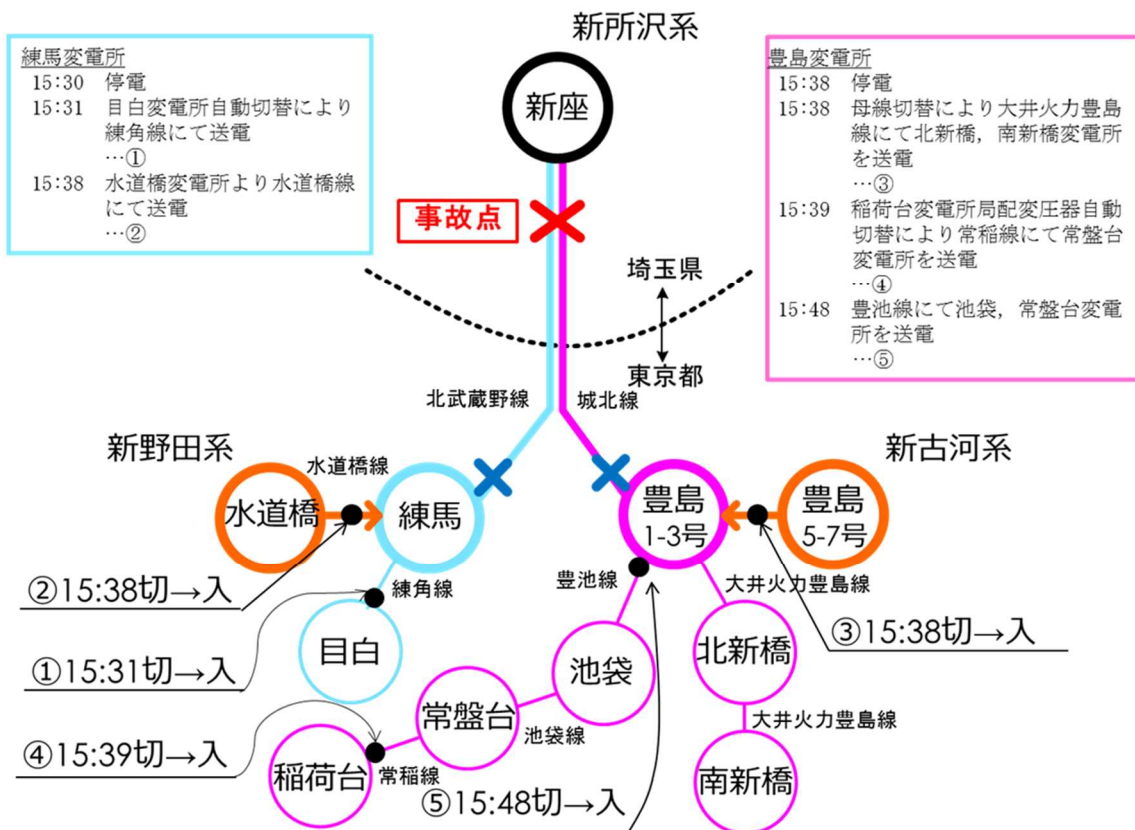 新所沢系
練馬変電所
15:30 停電
15:31 目白変電所自動切替により
練角線にて送電
…①
15:38 水道橋変電所より水道橋線
にて送電
…②
新座
豊島変電所
15:38 停電
15:38 母線切替により大井火力豊島
線にて北新橋，南新橋変電所
を送電
…③
15:39 稲荷台変電所局配変圧器自動
切替により常稲線にて常盤台
変電所を送電
…④
15:48 豊池線にて池袋，常盤台変電
所を送電
…⑤
事故点
埼玉県
東京都
北武蔵野線
城北線
新野田系
新古河系
水道橋線
水道橋
練馬
豊島
1-3号
豊島
5-7号
②15:38切→入
練角線
豊池線
大井火力豊島線
③15:38切→入
目白
①15:31切→入
池袋
北新橋
常盤台
池袋線
大井火力豊島線
④15:39切→入
稲荷台
常稲線
⑤15:48切→入
南新橋